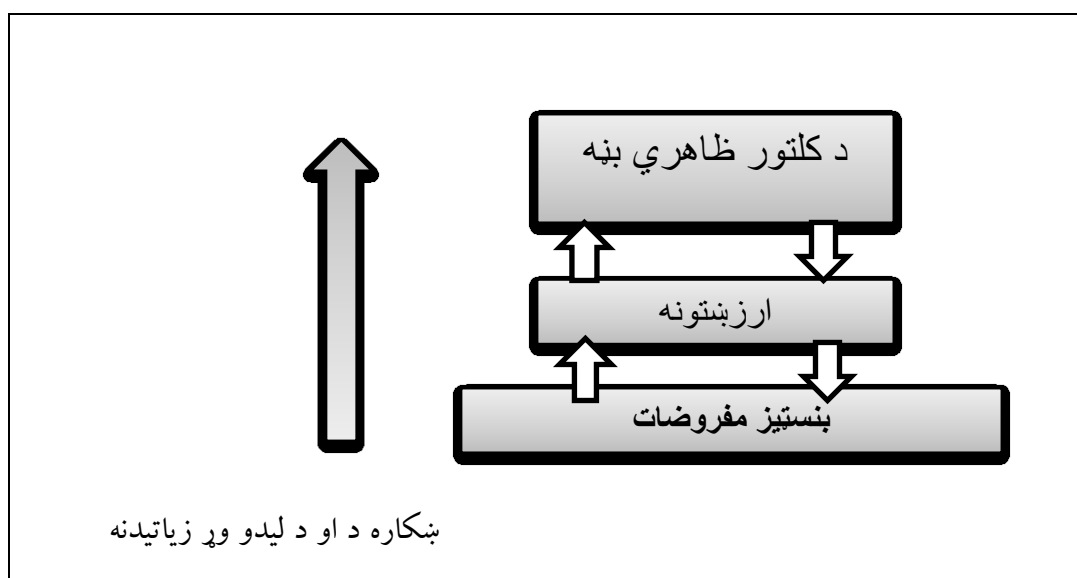 د کلتور ظاهري بڼه
ارزښتونه
بنسټيز مفروضات
ښکاره د او د ليدو وړ زياتيدنه